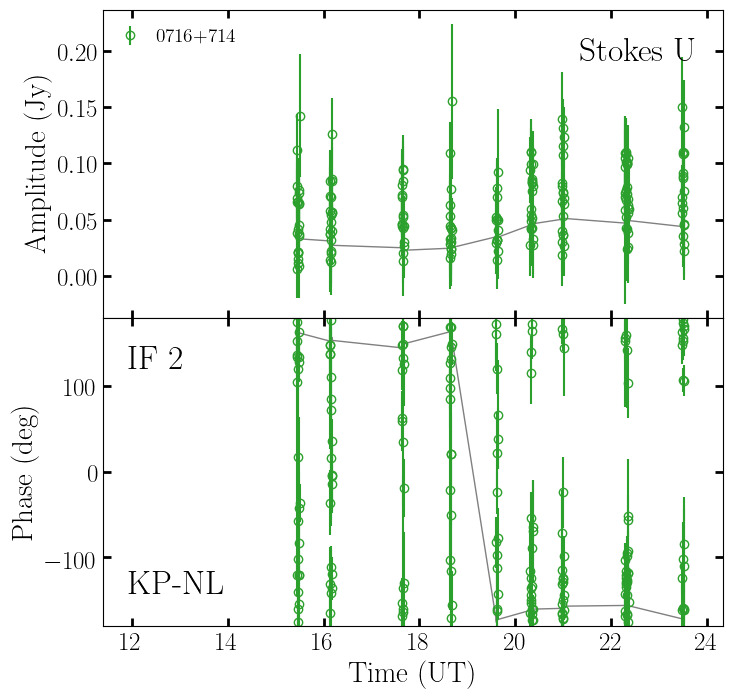 0716+714
Stokes U
0.20
0.15
0.10
0.05
0.00
Amplitude (Jy)
IF 2
100
0
−100
Phase (deg)
KP-NL
12 14 16 18 20 22 24
Time (UT)